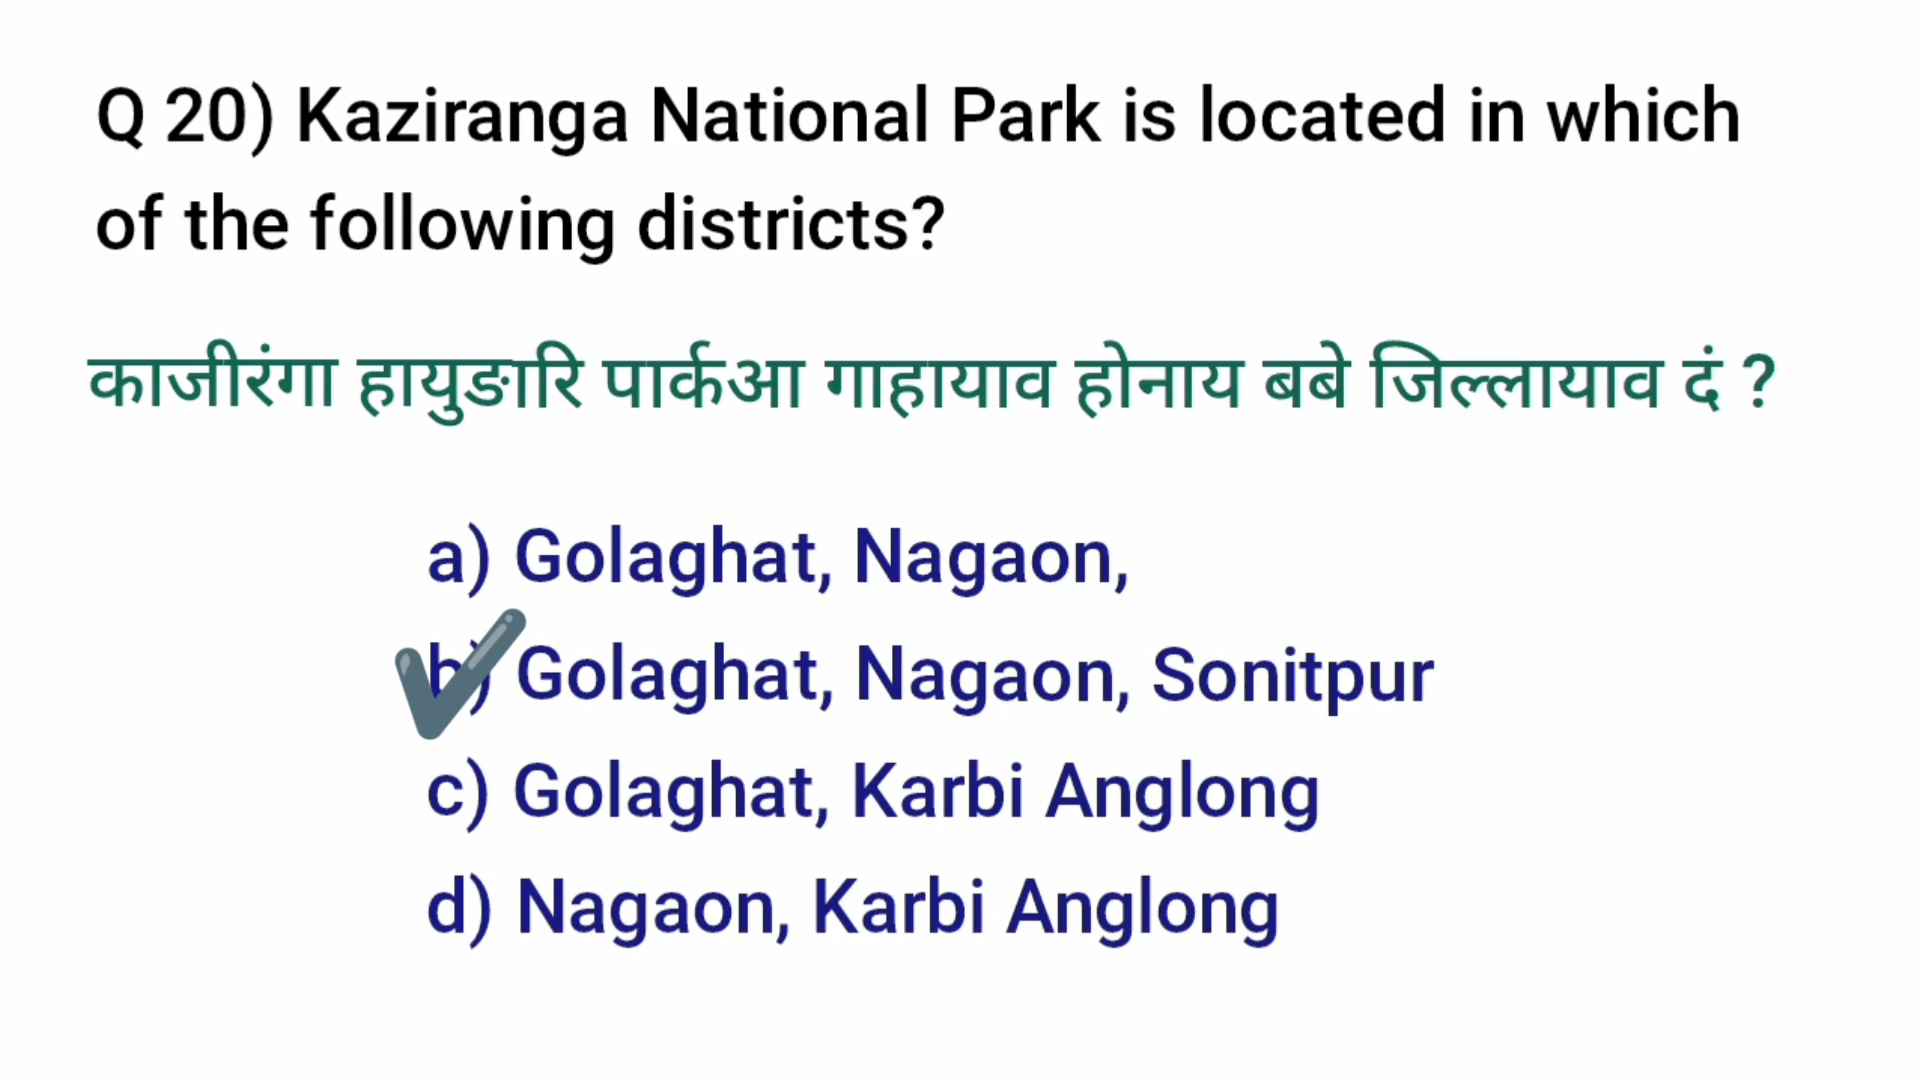 Q 20) Kaziranga National Park is located in which
of the following districts?
काजीरंगा हायुङारि पार्कआ गाहायाव होनाय बबे जिल्लायाव दं ?
a) Golaghat, Nagaon,
b) Golaghat, Nagaon, Sonitpur
c) Golaghat, Karbi Anglong
d) Nagaon, Karbi Anglong